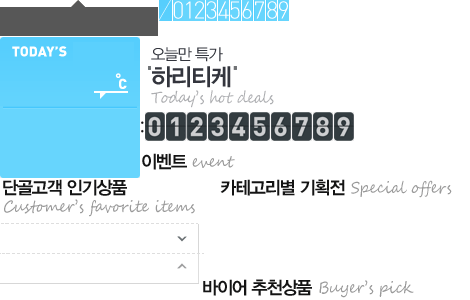 /0123456789
TODAY'S
°C
오늘만 특가
"하리티케"
Today's hot deals
:0123456789
이벤트 event
단골고객 인기상품
Customer's favorite items
카테고리별 기획전 Special offers
바이어 추천상품 Buyer's pick